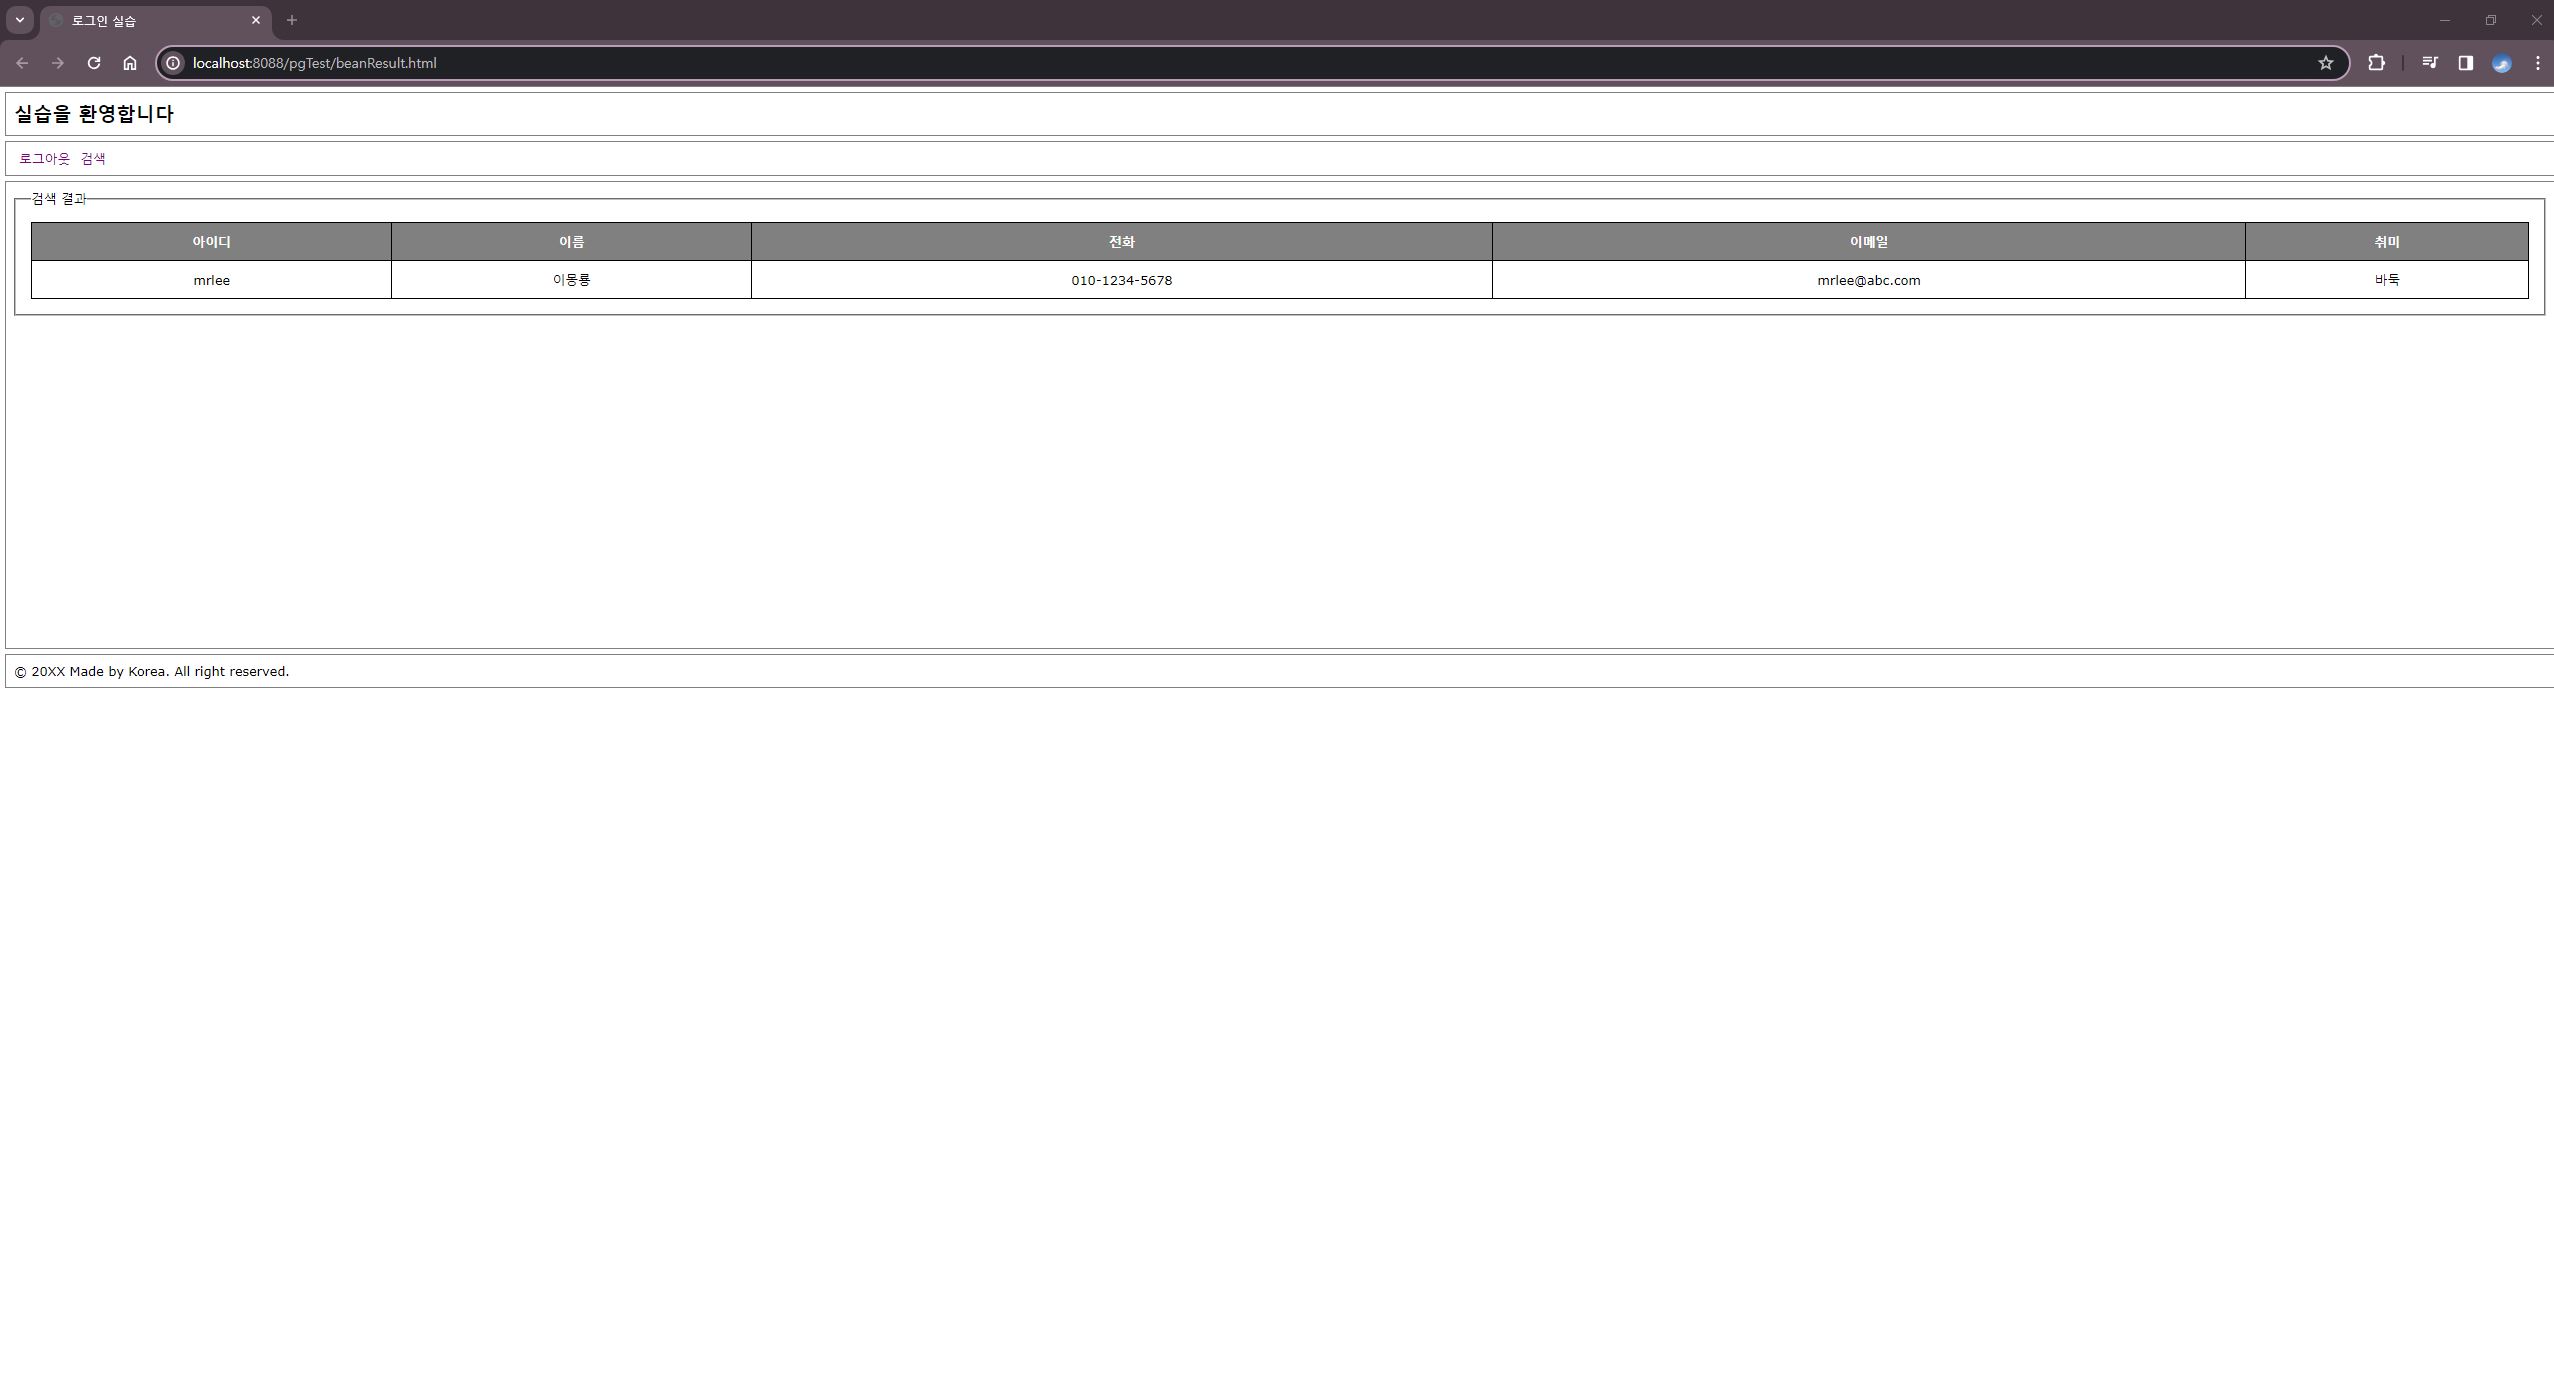 로그인 실습
localhost:8088/pgTest/beanResult.html
실습을 환영합니다
로그아웃 검색
검색 결과
아이디 이름 전화 이메일 취미
mrlee 이몽룡 010-1234-5678 mrlee@abc.com 바둑
© 20XX Made by Korea. All right reserved.